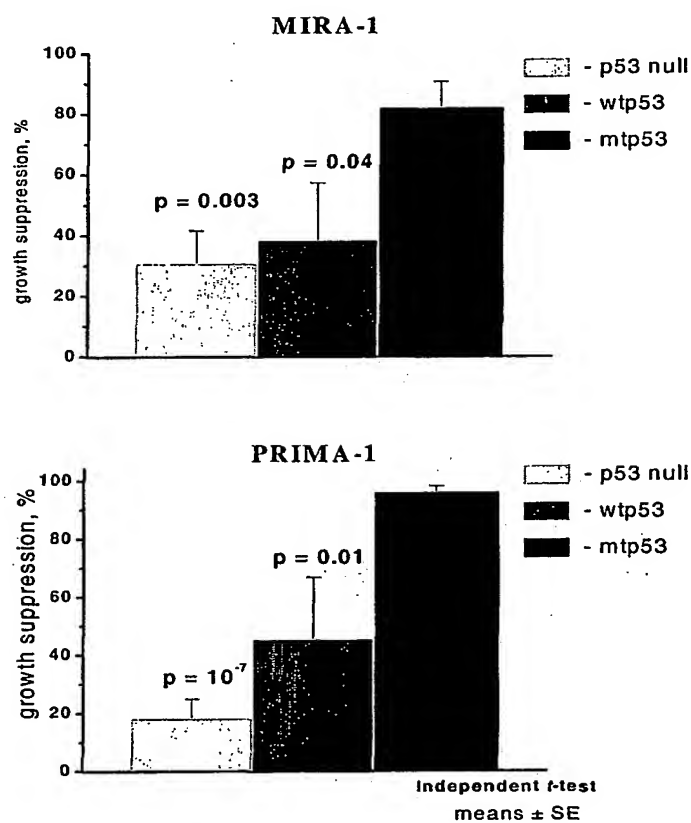 MIRA-1
100
80
60
40
20
0
growth suppression, %
p = 0.003
p = 0.04
- p53 null
- wtp53
- mtp53
PRIMA-1
100
80
60
40
20
0
growth suppression, %
p = 10⁻⁷
p = 0.01
- p53 null
- wtp53
- mtp53
Independent t-test
means ± SE